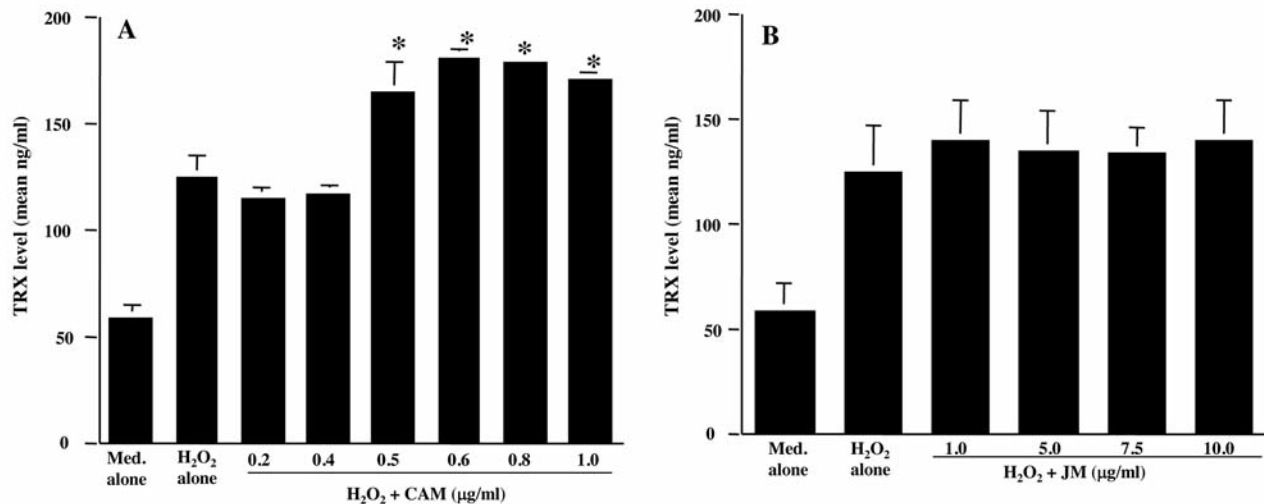 A
TRX level (mean ng/ml)
200
150
100
50
0
* * * *
Med. alone
H₂O₂ alone
0.2 0.4 0.5 0.6 0.8 1.0
H₂O₂ + CAM (µg/ml)
B
TRX level (mean ng/ml)
200
150
100
50
0
Med. alone
H₂O₂ alone
1.0 5.0 7.5 10.0
H₂O₂ + JM (µg/ml)